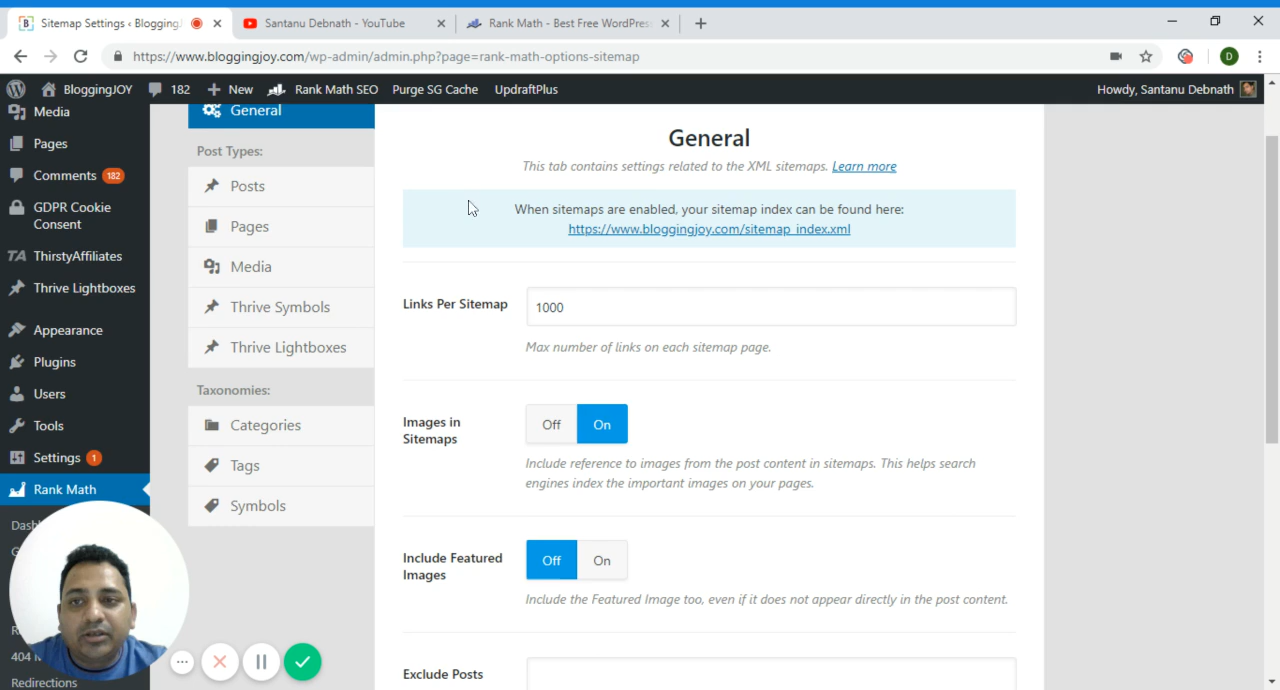 Sitemap Settings ‹ Blogging
Santanu Debnath - YouTube
Rank Math - Best Free WordPress
https://www.bloggingjoy.com/wp-admin/admin.php?page=rank-math-options-sitemap
D
BloggingJOY
182
New
Rank Math SEO
Purge SG Cache
UpdraftPlus
Howdy, Santanu Debnath
Media
Pages
Comments 182
GDPR Cookie
Consent
TA ThirstyAffiliates
Thrive Lightboxes
Appearance
Plugins
Users
Tools
Settings 1
Rank Math
Dash
404 M
Redirections
General
Post Types:
Posts
Pages
Media
Thrive Symbols
Thrive Lightboxes
Taxonomies:
Categories
Tags
Symbols
General
This tab contains settings related to the XML sitemaps. Learn more
When sitemaps are enabled, your sitemap index can be found here:
https://www.bloggingjoy.com/sitemap_index.xml
Links Per Sitemap
1000
Max number of links on each sitemap page.
Images in
Sitemaps
Off On
Include reference to images from the post content in sitemaps. This helps search
engines index the important images on your pages.
Include Featured
Images
Off On
Include the Featured Image too, even if it does not appear directly in the post content.
Exclude Posts